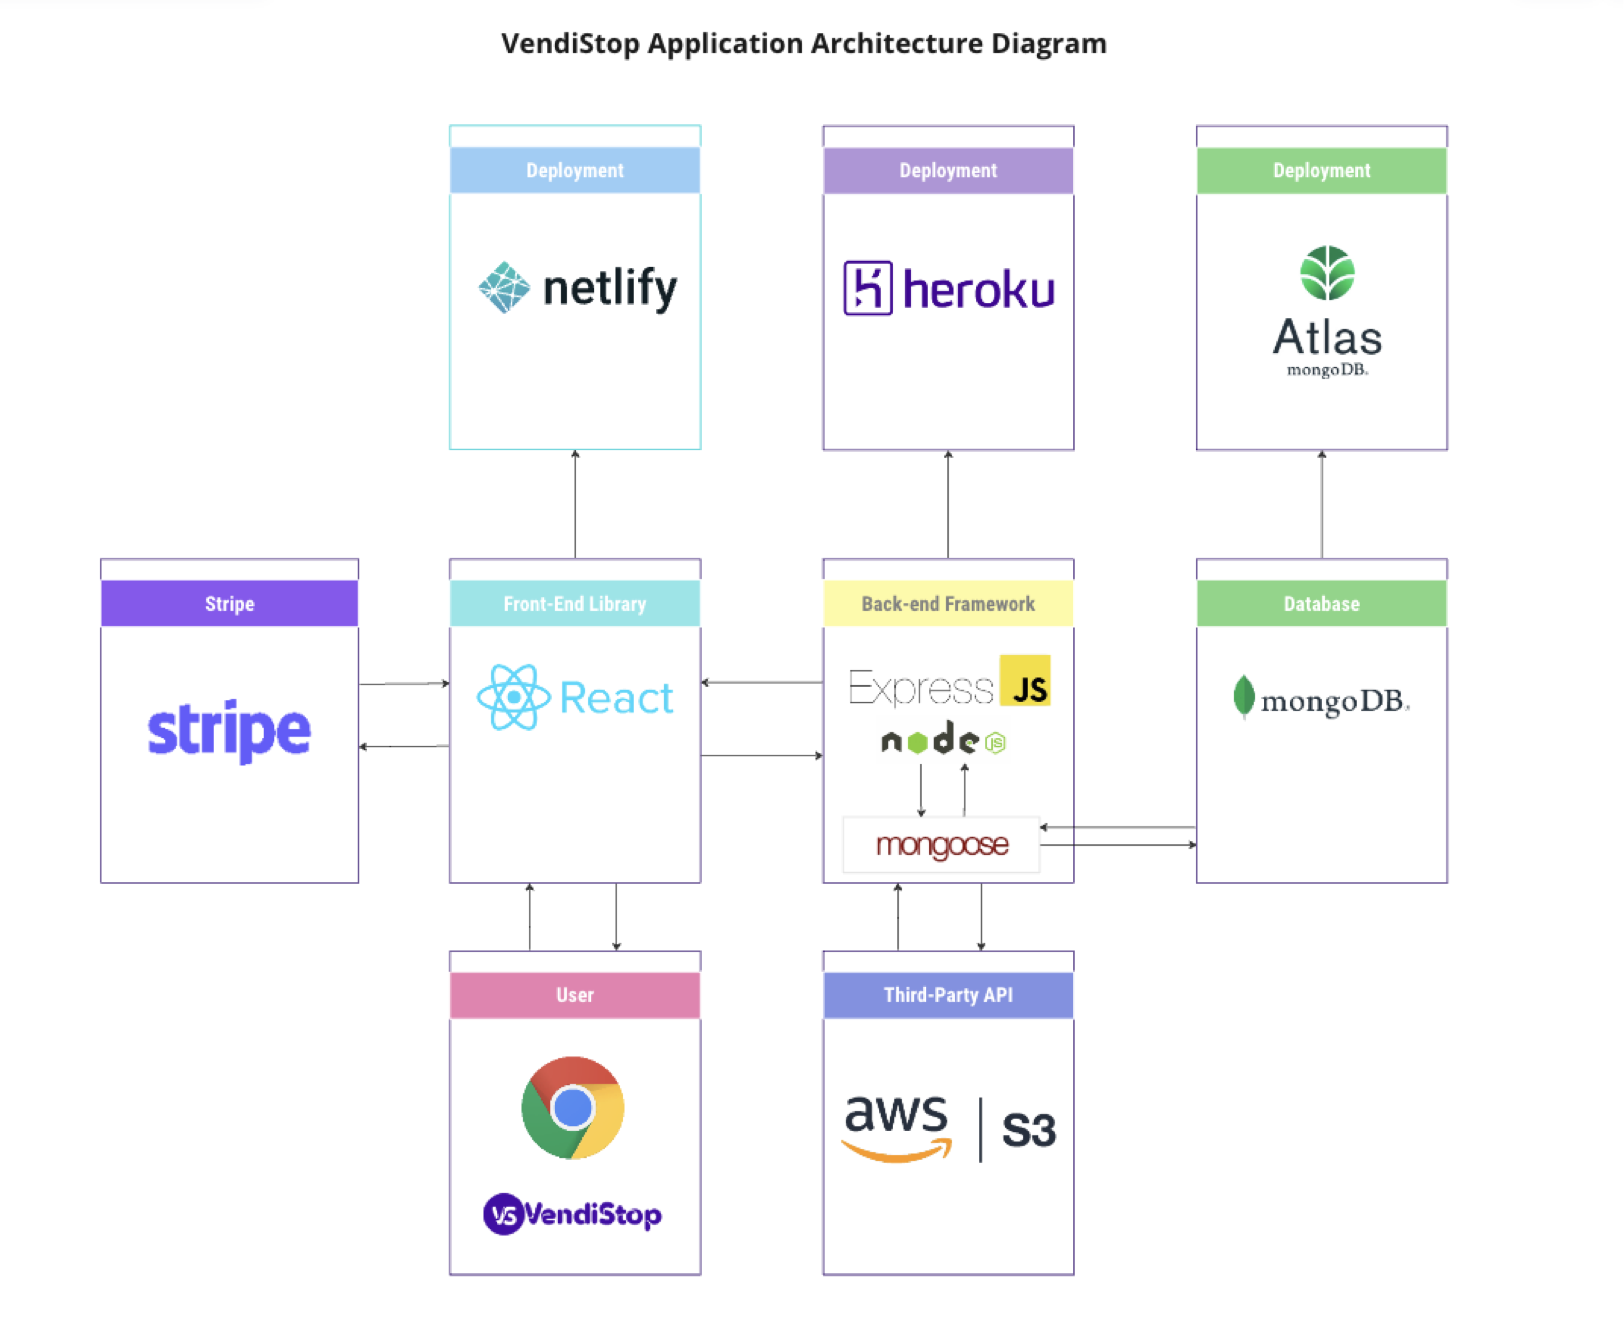 VendiStop Application Architecture Diagram
Deployment
netlify
Deployment
heroku
Deployment
Atlas
mongoDB.
Stripe
stripe
Front-End Library
React
Back-end Framework
Express JS
node JS
mongoose
Database
mongoDB.
User
VS VendiStop
Third-Party API
aws | S3